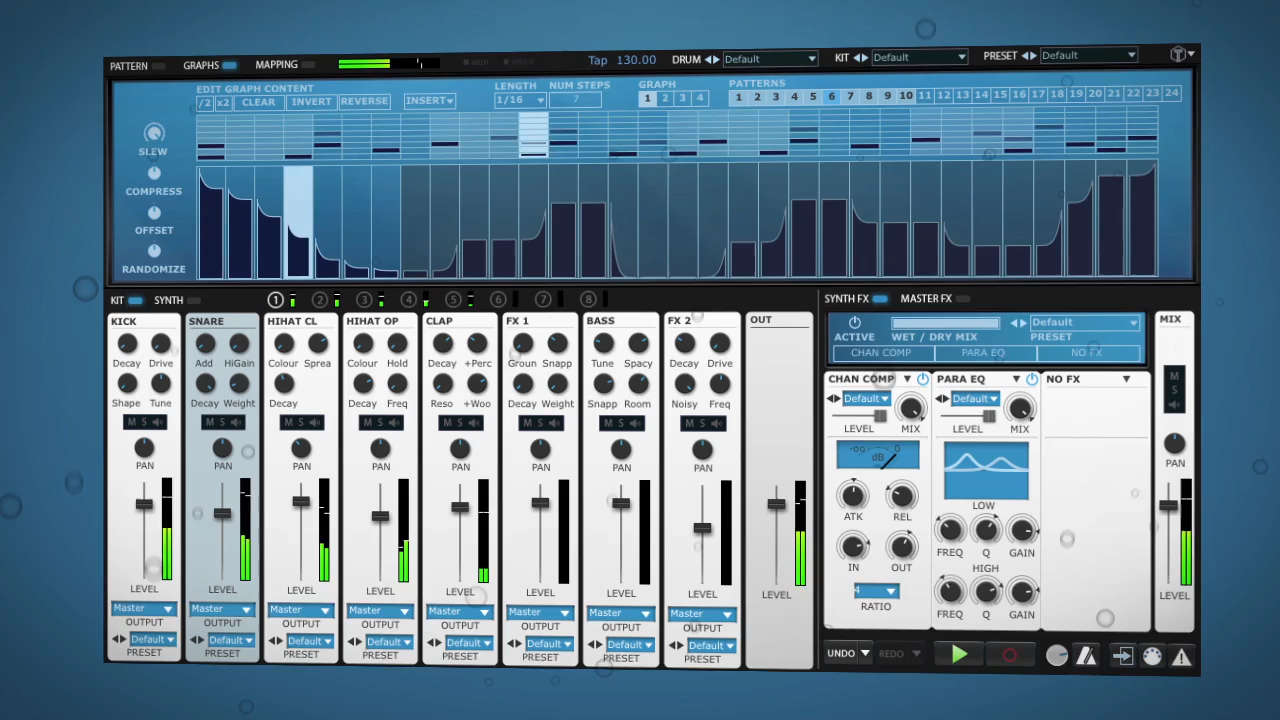 PATTERN GRAPHS MAPPING Tap 130.00 DRUM Default KIT Default PRESET Default
EDIT GRAPH CONTENT LENGTH NUM STEPS GRAPH PATTERNS
/2 x2 CLEAR INVERT REVERSE INSERT 1/16 7 1 2 3 4 1 2 3 4 5 6 7 8 9 10 11 12 13 14 15 16 17 18 19 20 21 22 23 24
SLEW
COMPRESS
OFFSET
RANDOMIZE
KIT SYNTH 1 2 3 4 5 6 7 8 SYNTH FX MASTER FX
KICK SNARE HIHAT CL HIHAT OP CLAP FX 1 BASS FX 2 OUT MIX
ACTIVE WET / DRY MIX Default PRESET
CHAN COMP PARA EQ NO FX
Decay Drive Add HiGain Colour Sprea Colour Hold Decay +Perc Groun Snapp Tune Spacy Decay Drive
Shape Tune Decay Weight Decay Decay Freq Reso +Woo Decay Weight Snapp Room Noisy Freq
CHAN COMP PARA EQ NO FX
Default Default
LEVEL MIX LEVEL MIX
M S M S M S M S M S M S M S M S M S
PAN PAN PAN PAN PAN PAN PAN PAN PAN
-oo 0
dB
LOW
ATK REL
FREQ Q GAIN
IN OUT
HIGH
4
RATIO
FREQ Q GAIN
LEVEL LEVEL LEVEL LEVEL LEVEL LEVEL LEVEL LEVEL LEVEL LEVEL
Master Master Master Master Master Master Master Master
OUTPUT OUTPUT OUTPUT OUTPUT OUTPUT OUTPUT OUTPUT OUTPUT
Default Default Default Default Default Default Default Default
PRESET PRESET PRESET PRESET PRESET PRESET PRESET PRESET
UNDO REDO